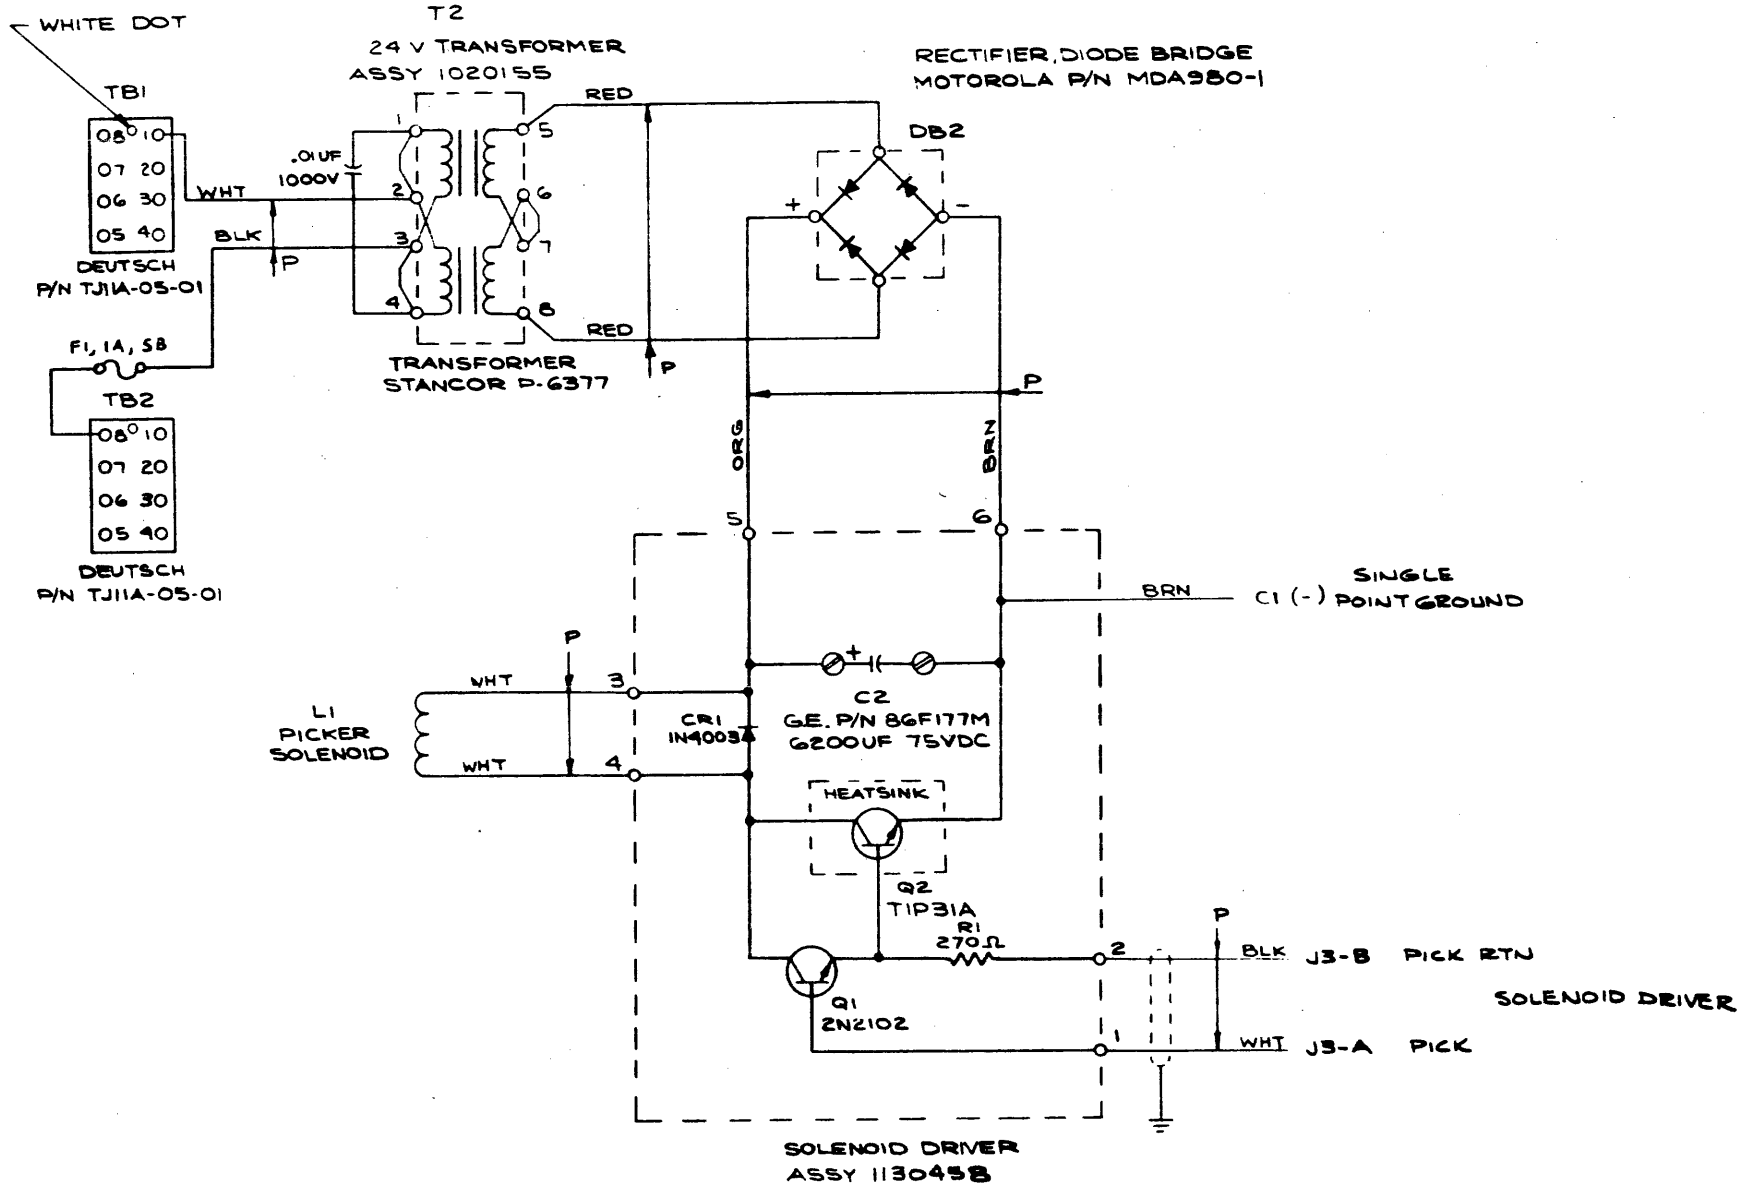 WHITE DOT
T2
24 V TRANSFORMER
ASSY 1020155
RECTIFIER, DIODE BRIDGE
MOTOROLA P/N MDA980-1
TB1
08 10
07 20
06 30
05 40
DEUTSCH
P/N TJ11A-05-01
WHT
BLK
P
.01UF
1000V
1
2
3
4
5
6
7
8
RED
RED
P
TRANSFORMER
STANCOR P-6377
DB2
+
-
P
ORG
BRN
F1, 1A, SB
TB2
08 10
07 20
06 30
05 40
DEUTSCH
P/N TJ11A-05-01
5
6
BRN
C1 (-)
SINGLE
POINT GROUND
P
WHT
3
L1
PICKER
SOLENOID
WHT
4
CR1
1N4003
+
C2
G.E. P/N 86F177M
6200UF 75VDC
HEATSINK
Q2
TIP31A
R1
270Ω
Q1
2N2102
2
P
BLK J3-B PICK RTN
SOLENOID DRIVER
1
WHT J3-A PICK
SOLENOID DRIVER
ASSY 1130458